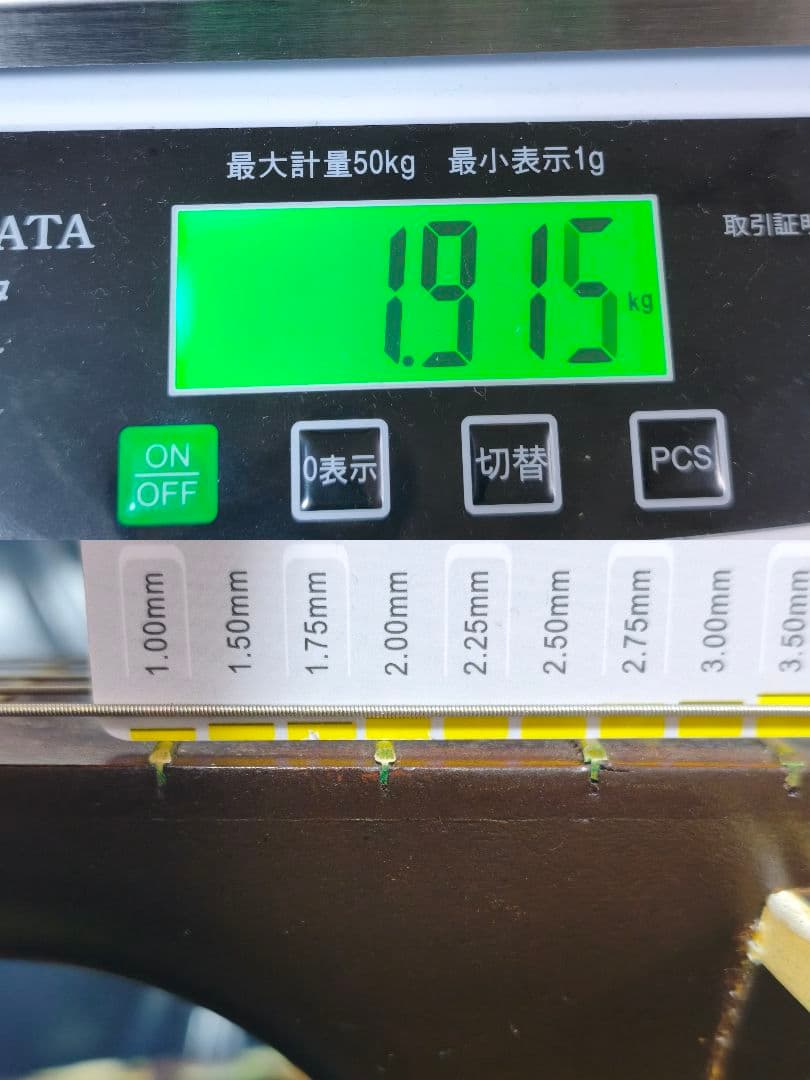 最大計量50kg 最小表示1g
ATA
取引証明
1.915 kg
ON
OFF
0表示
切替
PCS
1.00mm
1.50mm
1.75mm
2.00mm
2.25mm
2.50mm
2.75mm
3.00mm
3.50mm